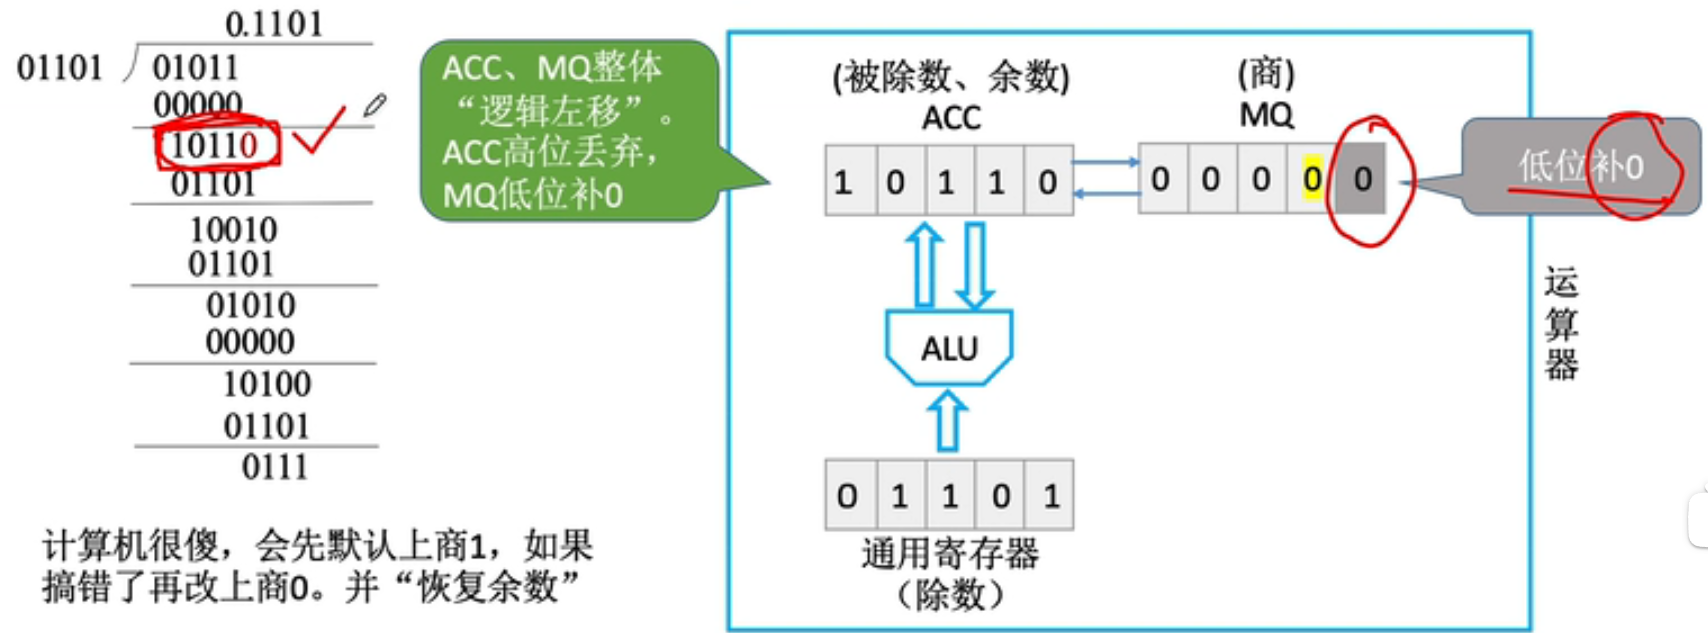 0.1101
01101
01011
00000
10110
01101
10010
01101
01010
00000
10100
01101
0111
计算机很傻，会先默认上商1，如果
搞错了再改上商0。并“恢复余数”
ACC、MQ整体
“逻辑左移”。
ACC高位丢弃，
MQ低位补0
(被除数、余数)
ACC
(商)
MQ
1 0 1 1 0
0 0 0 0 0
低位补0
ALU
0 1 1 0 1
通用寄存器
（除数）
运
算
器